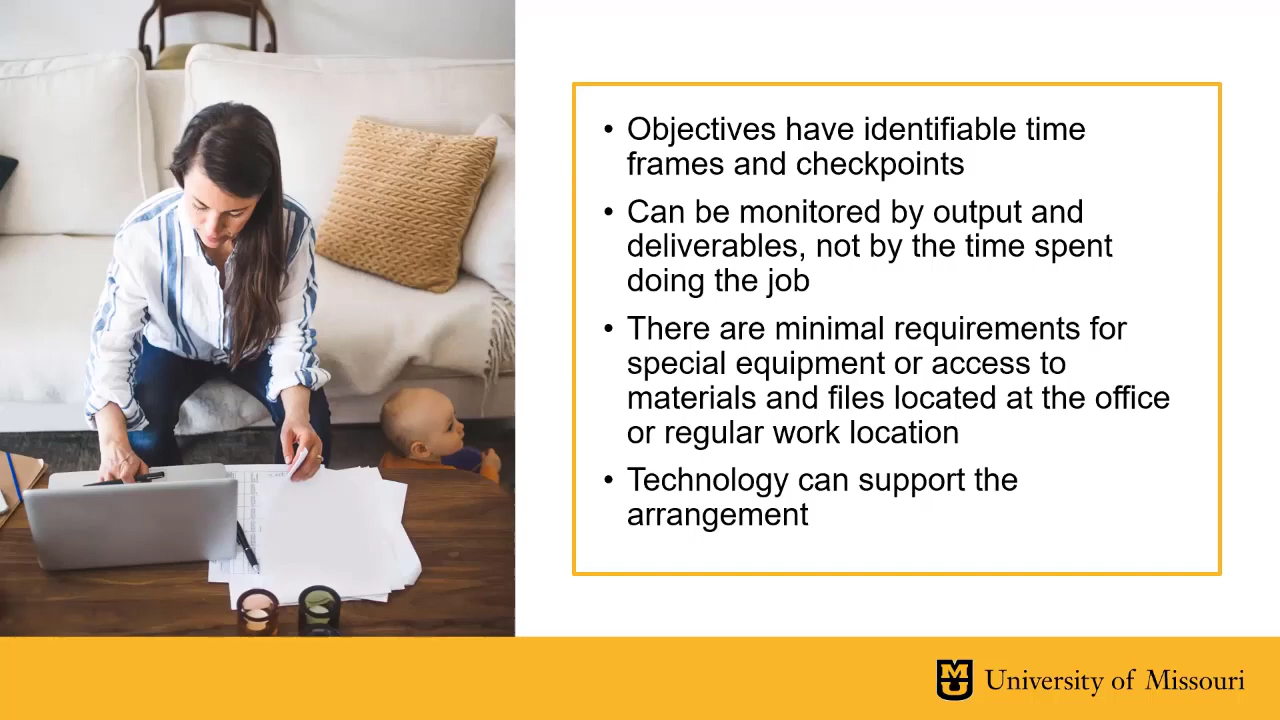 • Objectives have identifiable time
frames and checkpoints
• Can be monitored by output and
deliverables, not by the time spent
doing the job
• There are minimal requirements for
special equipment or access to
materials and files located at the office
or regular work location
• Technology can support the
arrangement
MU University of Missouri